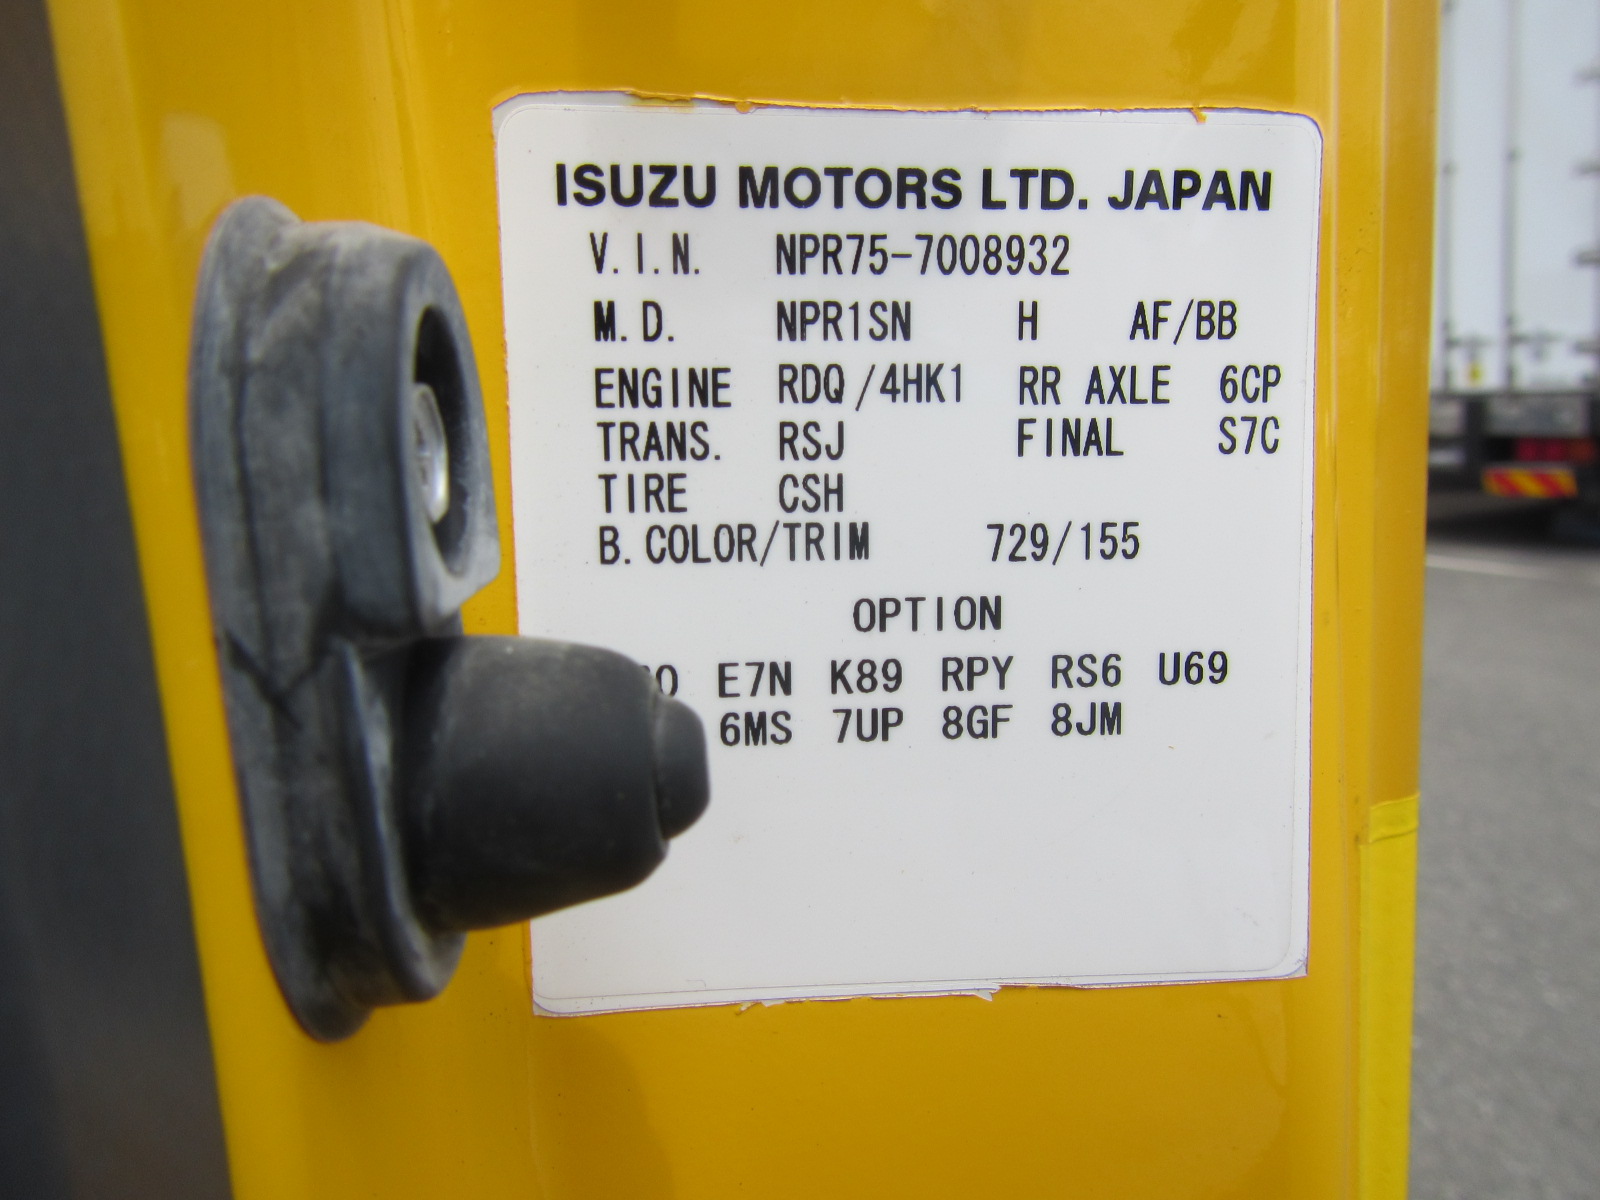 ISUZU MOTORS LTD. JAPAN
V.I.N. NPR75-7008932
M.D. NPR1SN H AF/BB
ENGINE RDQ/4HK1 RR AXLE 6CP
TRANS. RSJ FINAL S7C
TIRE CSH
B.COLOR/TRIM 729/155
OPTION
E7N K89 RPY RS6 U69
6MS 7UP 8GF 8JM